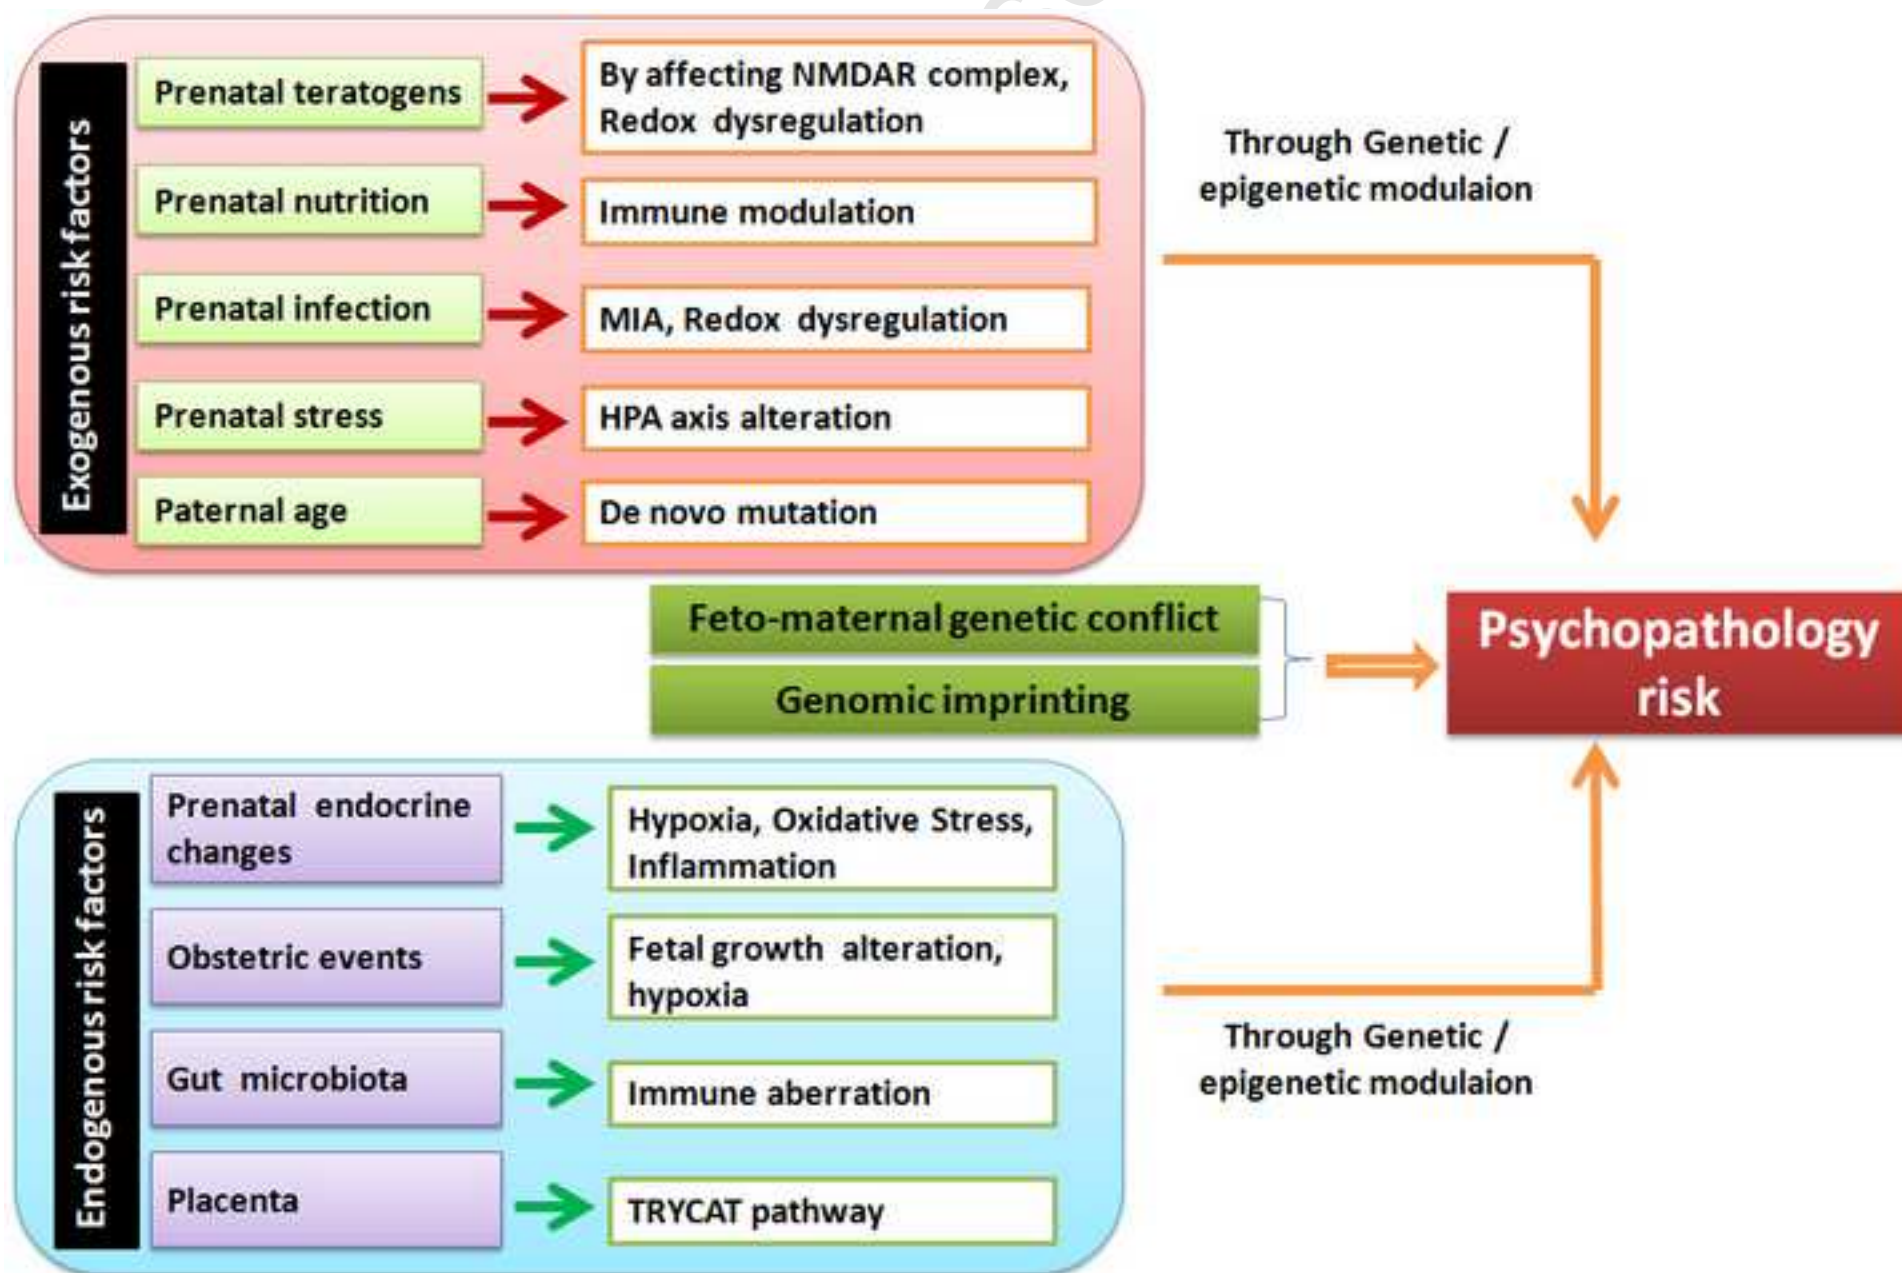 Exogenous risk factors
Prenatal teratogens
By affecting NMDAR complex,
Redox dysregulation
Prenatal nutrition
Immune modulation
Prenatal infection
MIA, Redox dysregulation
Prenatal stress
HPA axis alteration
Paternal age
De novo mutation
Through Genetic /
epigenetic modulaion
Feto-maternal genetic conflict
Genomic imprinting
Psychopathology
risk
Endogenous risk factors
Prenatal endocrine
changes
Hypoxia, Oxidative Stress,
Inflammation
Obstetric events
Fetal growth alteration,
hypoxia
Gut microbiota
Immune aberration
Placenta
TRYCAT pathway
Through Genetic /
epigenetic modulaion